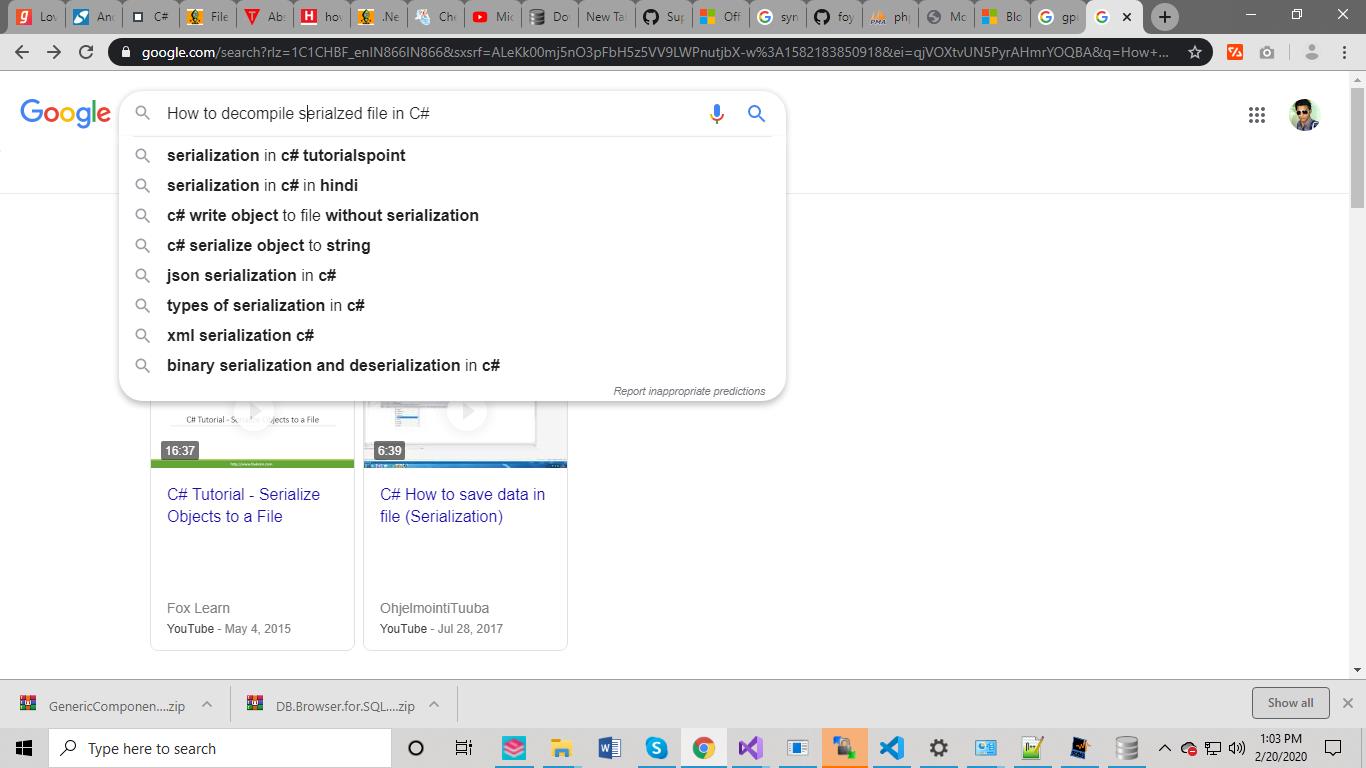 Lov
And
C#
File
Abs
hov
.Ne
Che
Mic
Do
New Tal
Sup
Off
syn
foy
ph
Mc
Blo
gp
google.com/search?rlz=1C1CHBF_enIN866IN866&sxsrf=ALeKk00mj5nO3pFbH5z5VV9LWPnutjbX-w%3A1582183850918&ei=qjVOXtvUN5PyrAHmrYOQBA&q=How+...
Google
How to decompile serialzed file in C#
serialization in c# tutorialspoint
serialization in c# in hindi
c# write object to file without serialization
c# serialize object to string
json serialization in c#
types of serialization in c#
xml serialization c#
binary serialization and deserialization in c#
Report inappropriate predictions
C# Tutorial - Serialize Objects to a File
16:37
6:39
C# Tutorial - Serialize
Objects to a File
C# How to save data in
file (Serialization)
Fox Learn
YouTube - May 4, 2015
OhjelmointiTuuba
YouTube - Jul 28, 2017
GenericComponen....zip
DB.Browser.for.SQL....zip
Show all
Type here to search
1:03 PM
2/20/2020